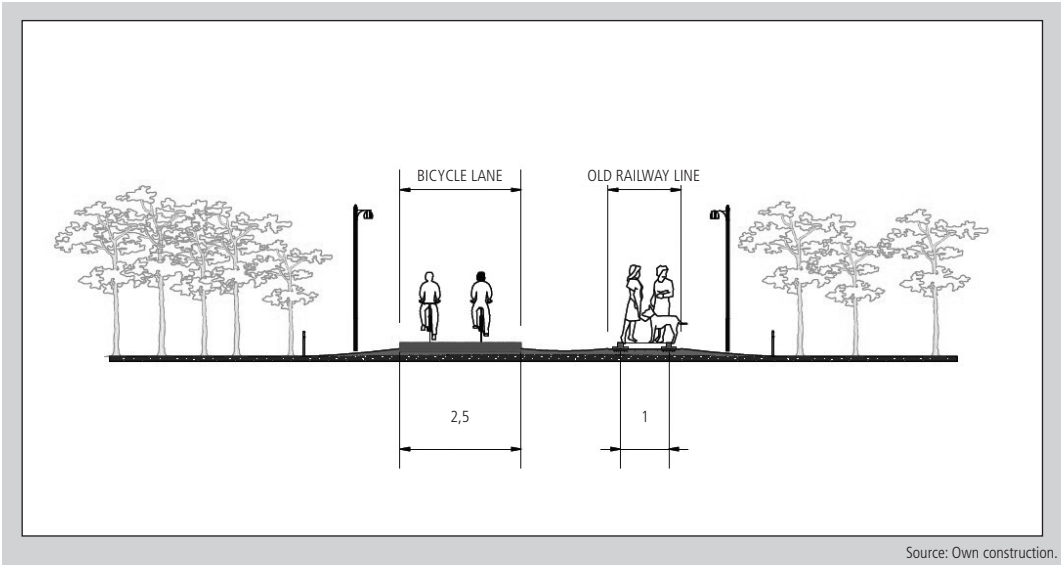 BICYCLE LANE
OLD RAILWAY LINE
2,5
1
Source: Own construction.